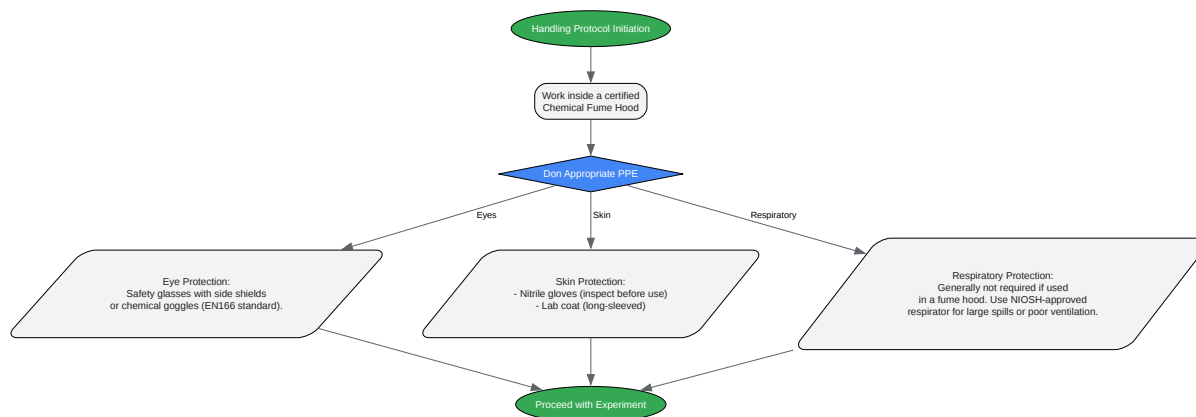 Handling Protocol Initiation
Work inside a certified
Chemical Fume Hood
Don Appropriate PPE
Eyes
Skin
Respiratory
Eye Protection:
Safety glasses with side shields
or chemical goggles (EN166 standard).
Skin Protection:
- Nitrile gloves (inspect before use)
- Lab coat (long-sleeved)
Respiratory Protection:
Generally not required if used
in a fume hood. Use NIOSH-approved
respirator for large spills or poor ventilation.
Proceed with Experiment